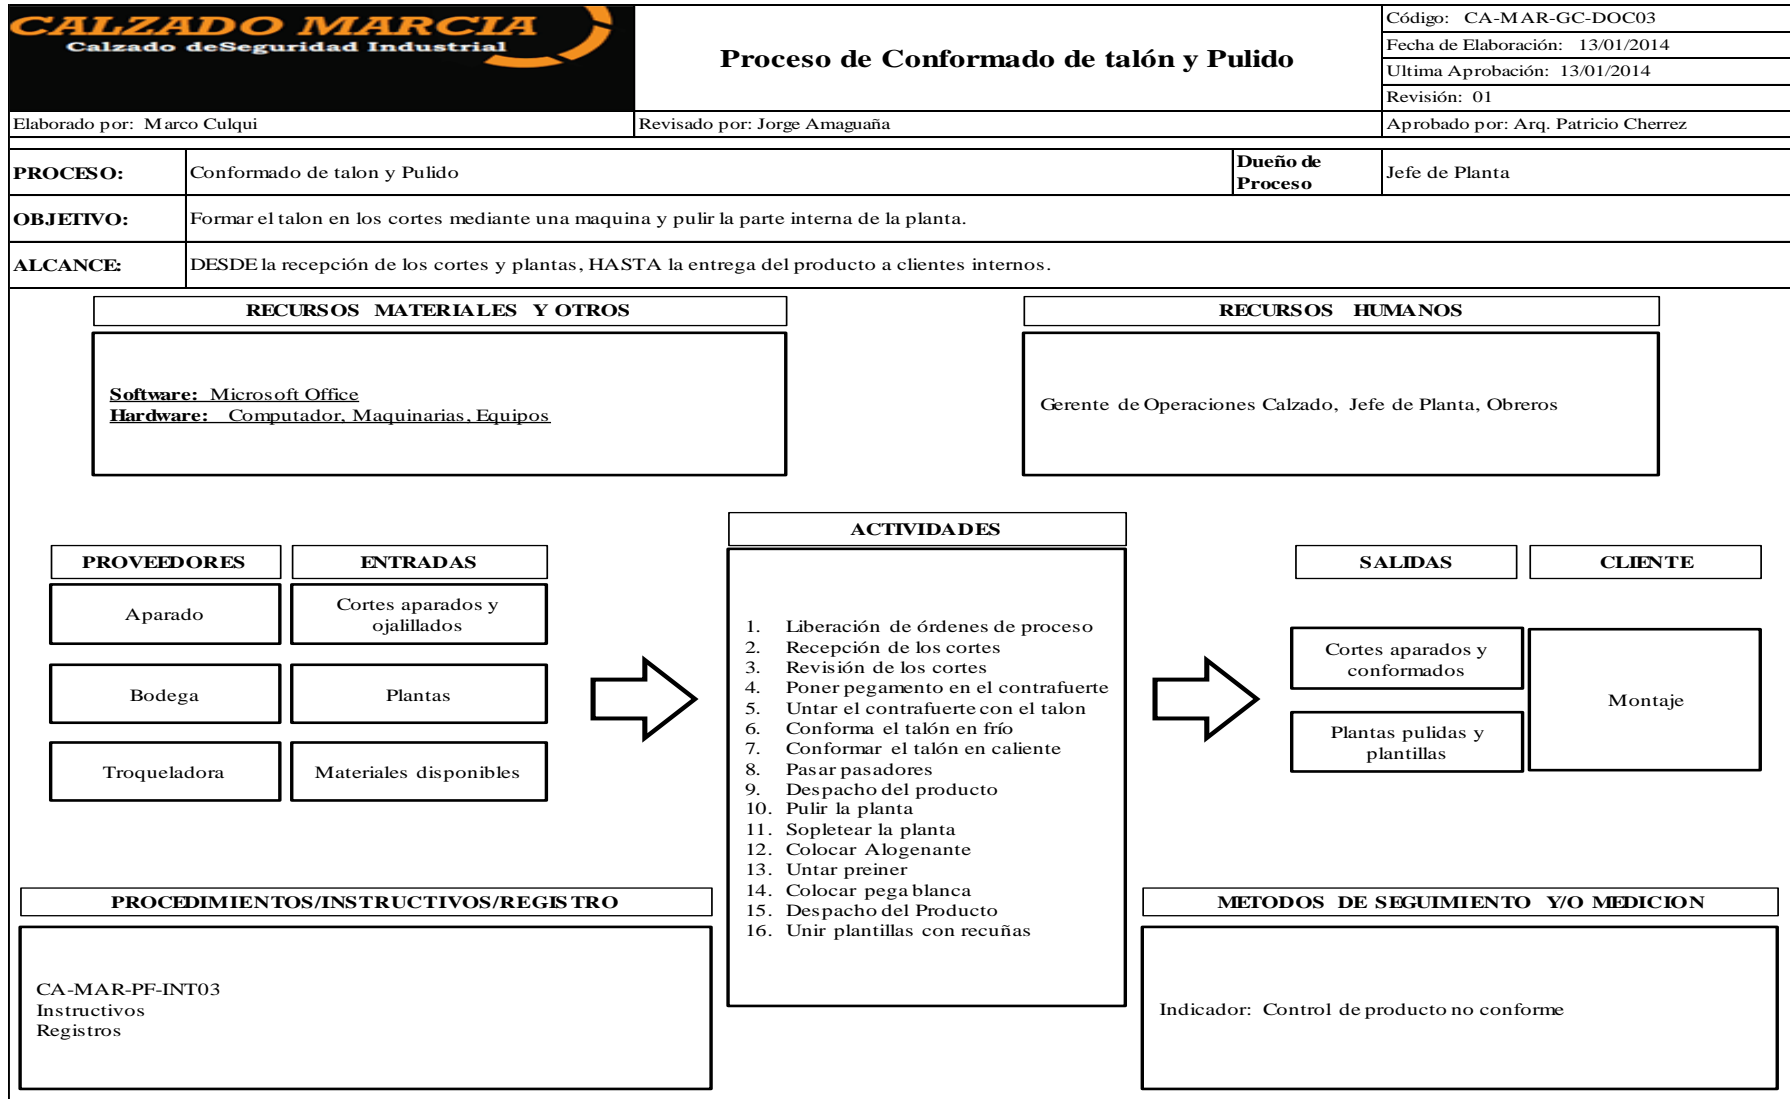 CALZADO MARCIA
Calzado deSeguridad Industrial
Proceso de Conformado de talón y Pulido
Código: CA-MAR-GC-DOC03
Fecha de Elaboración: 13/01/2014
Ultima Aprobación: 13/01/2014
Revisión: 01
Elaborado por: Marco Culqui
Revisado por: Jorge Amaguaña
Aprobado por: Arq. Patricio Cherrez
PROCESO:
Conformado de talon y Pulido
Dueño de
Proceso
Jefe de Planta
OBJETIVO:
Formar el talon en los cortes mediante una maquina y pulir la parte interna de la planta.
ALCANCE:
DESDE la recepción de los cortes y plantas, HASTA la entrega del producto a clientes internos.
RECURSOS MATERIALES Y OTROS
Software: Microsoft Office
Hardware: Computador, Maquinarias, Equipos
RECURSOS HUMANOS
Gerente de Operaciones Calzado, Jefe de Planta, Obreros
PROVEEDORES
Aparado
Bodega
Troqueladora
ENTRADAS
Cortes aparados y
ojalillados
Plantas
Materiales disponibles
ACTIVIDADES
1. Liberación de órdenes de proceso
2. Recepción de los cortes
3. Revisión de los cortes
4. Poner pegamento en el contrafuerte
5. Untar el contrafuerte con el talon
6. Conforma el talón en frío
7. Conformar el talón en caliente
8. Pasar pasadores
9. Despacho del producto
10. Pulir la planta
11. Sopletear la planta
12. Colocar Alogenante
13. Untar preiner
14. Colocar pega blanca
15. Despacho del Producto
16. Unir plantillas con recuñas
SALIDAS
Cortes aparados y
conformados
Plantas pulidas y
plantillas
CLIENTE
Montaje
PROCEDIMIENTOS/INSTRUCTIVOS/REGISTRO
CA-MAR-PF-INT03
Instructivos
Registros
METODOS DE SEGUIMIENTO Y/O MEDICION
Indicador: Control de producto no conforme